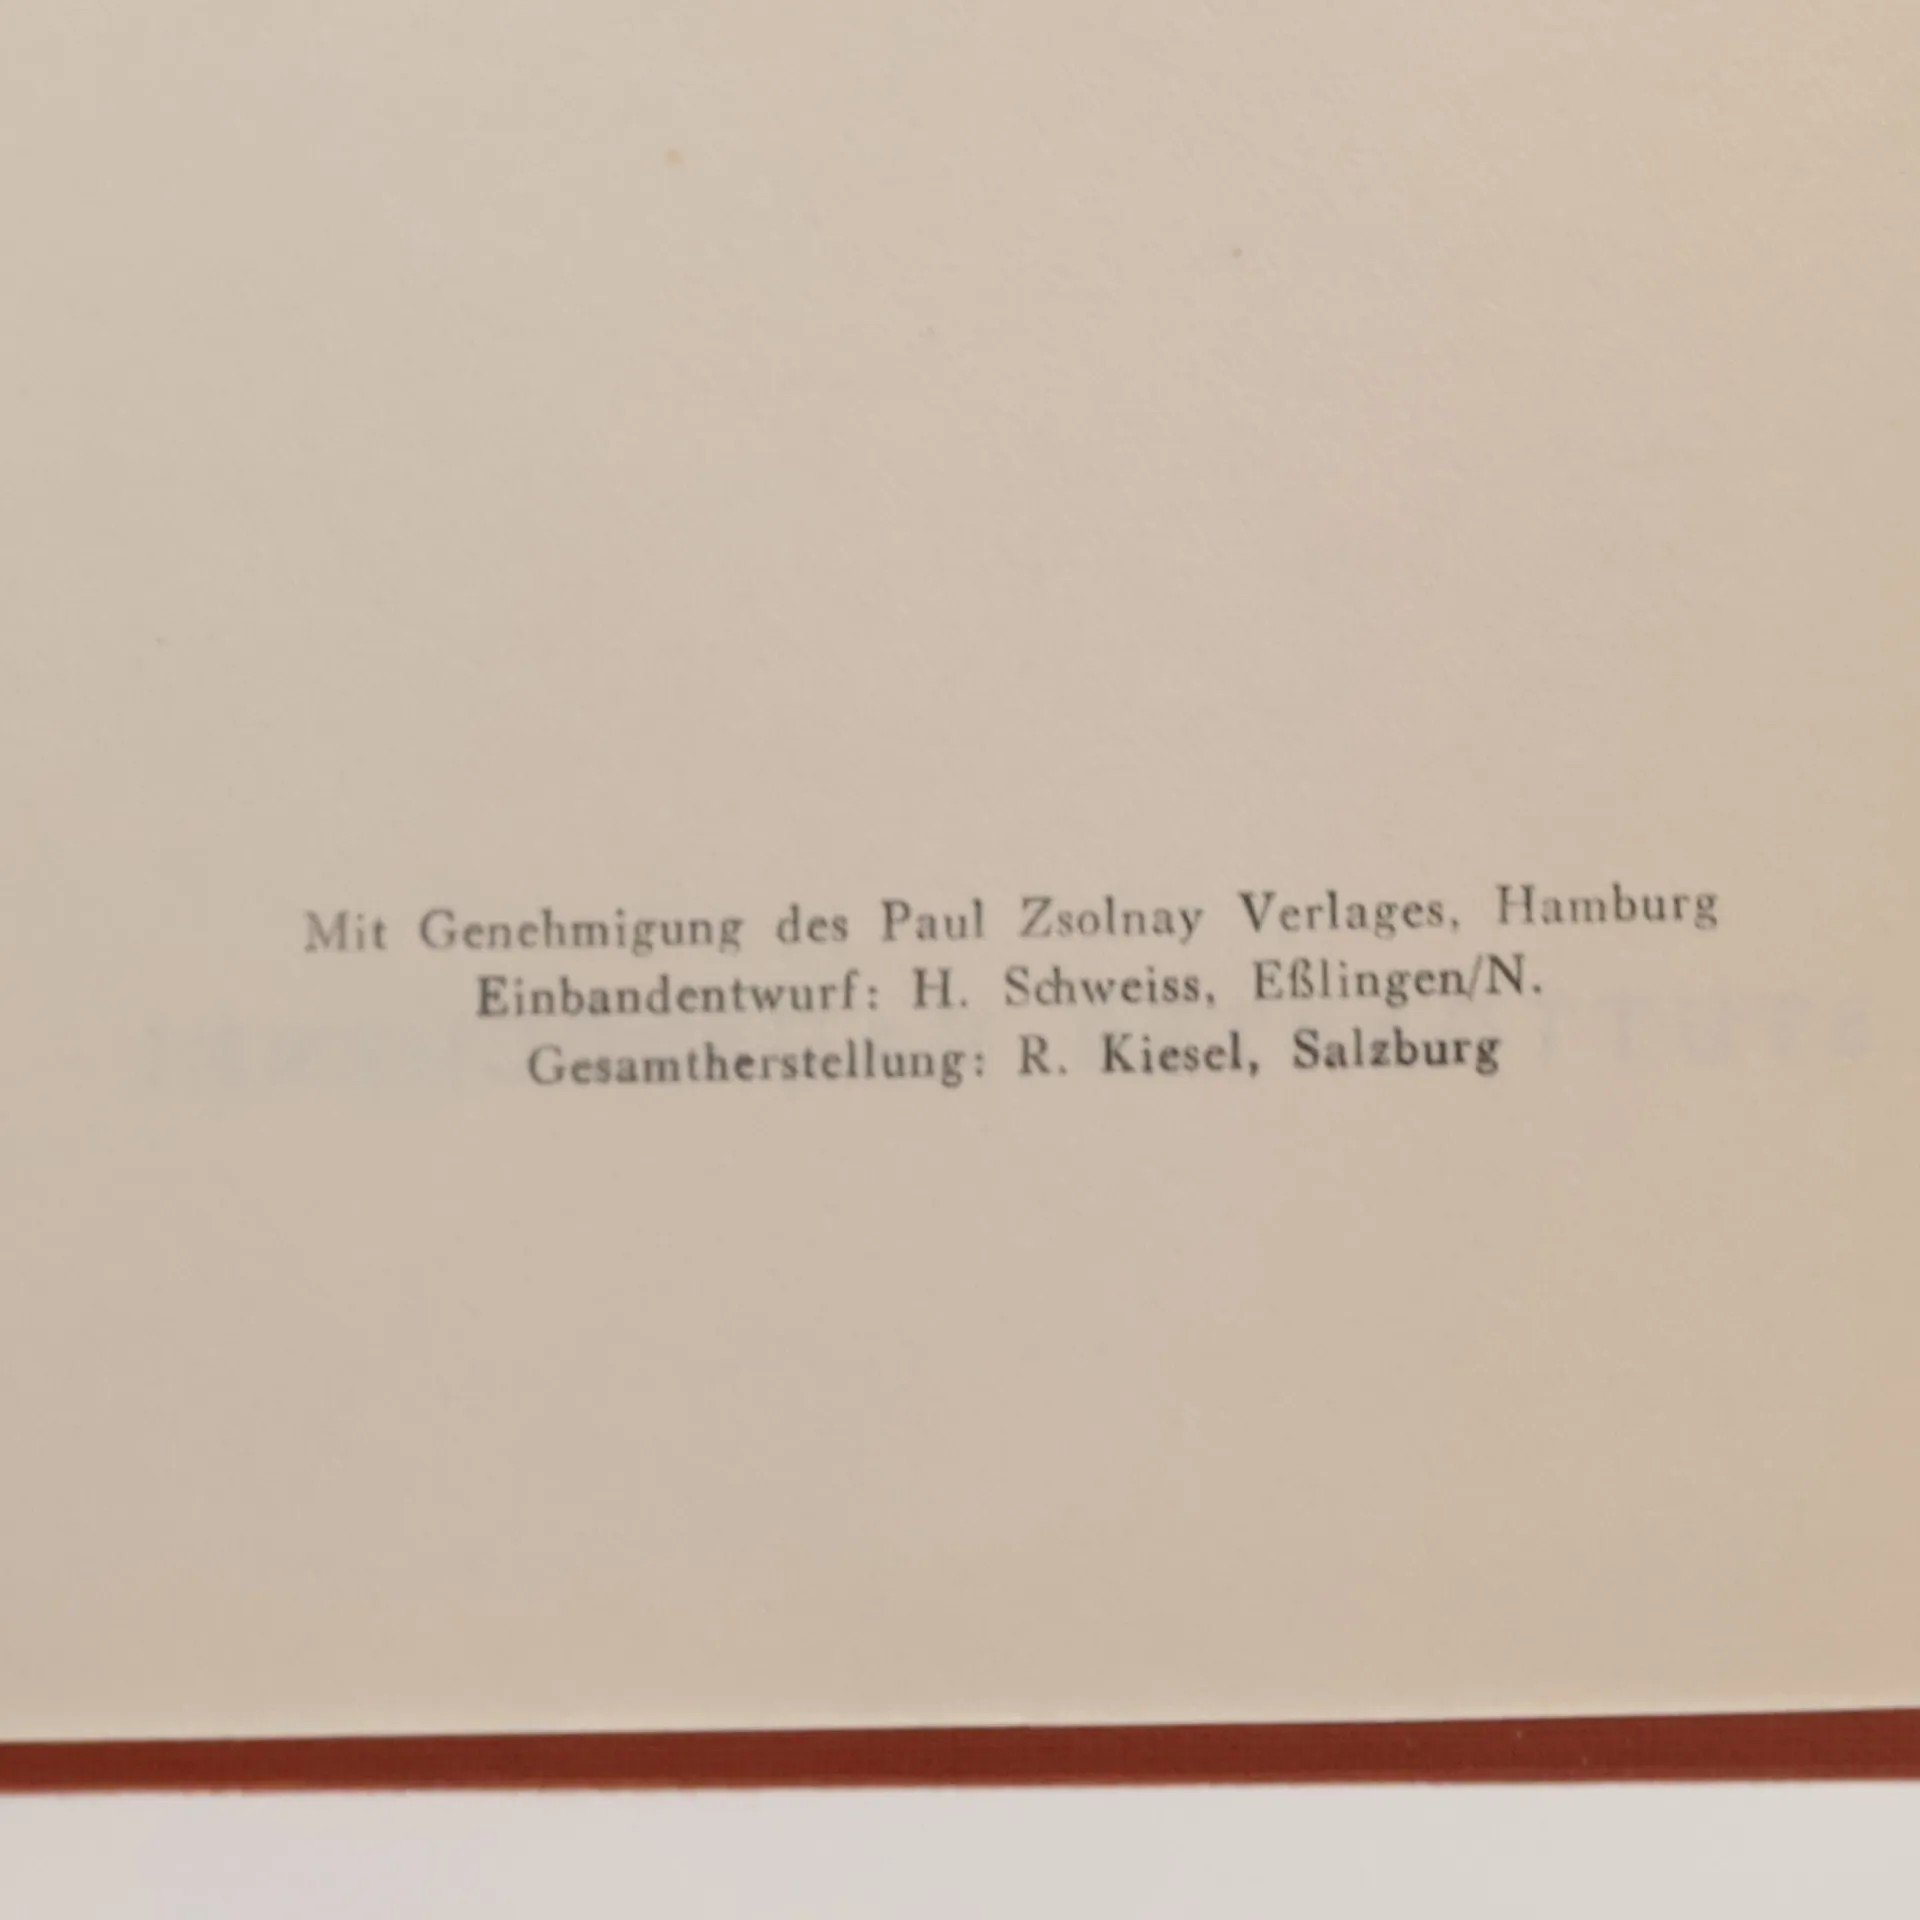 Mit Genehmigung des Paul Zsolnay Verlages, Hamburg
Einbandentwurf: H. Schweiss, Eßlingen/N.
Gesamtherstellung: R. Kiesel, Salzburg